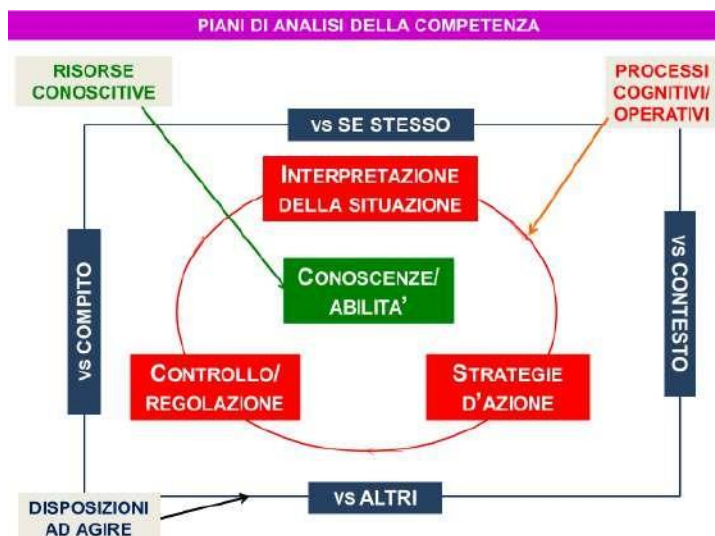 PIANI DI ANALISI DELLA COMPETENZA
RISORSE
CONOSCITIVE
PROCESSI
COGNITIVI/
OPERATIVI
VS SE STESSO
INTERPRETAZIONE
DELLA SITUAZIONE
VS COMPITO
CONOSCENZE/
ABILITA'
VS CONTESTO
CONTROLLO/
REGOLAZIONE
STRATEGIE
D'AZIONE
DISPOSIZIONI
AD AGIRE
VS ALTRI